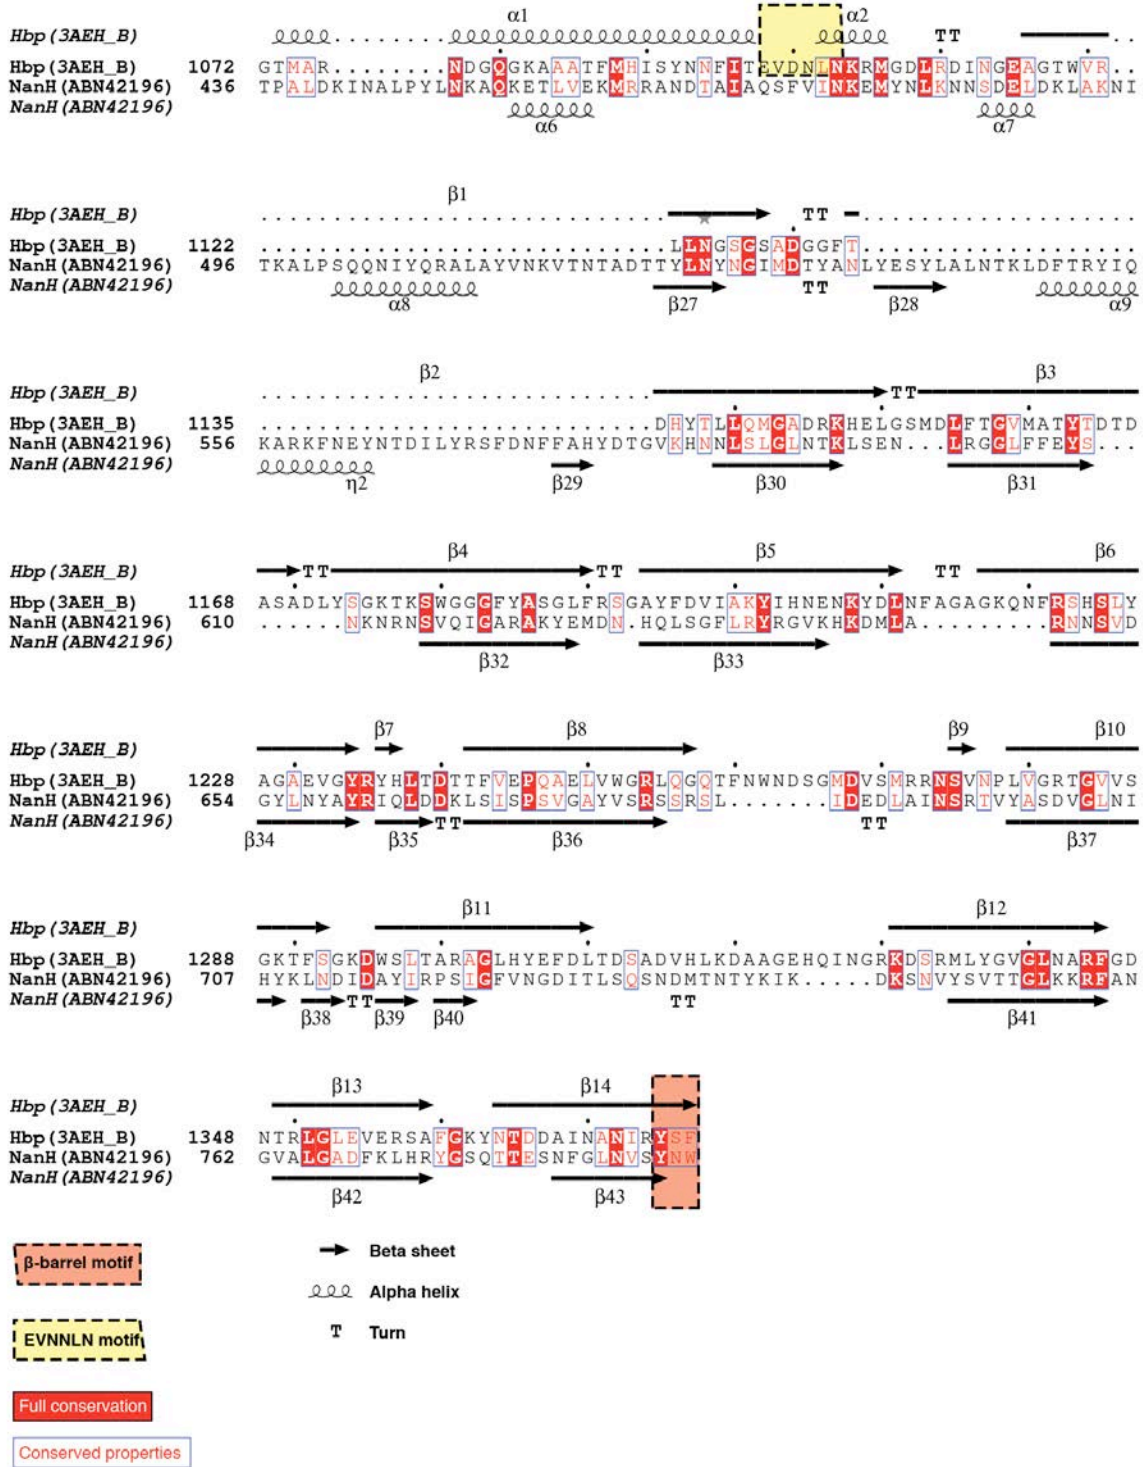 α1 α2
Hbp(3AEH_B) TT
Hbp(3AEH_B) 1072 GTMAR........NDGQGKAAATFMHISYNNFITEVDNLNKRMGDLRDINGEAGTWVR..
NanH(ABN42196) 436 TPALDKINALPYLNKAQKETLVEKMRRANDTAIAQSFVINKEMYNLKNNSDELDKLAKNI
NanH(ABN42196)
α6 α7
β1
Hbp(3AEH_B) TT
Hbp(3AEH_B) 1122 ............................LLNGSGSADGGFT...................
NanH(ABN42196) 496 TKALPSQQNIYQRALAYVNKVTNTADTTYLNYNGIMDTYANLYESYLALNTKLDFTRYIQ
NanH(ABN42196) TT
α8 β27 β28 α9
β2 β3
Hbp(3AEH_B) TT
Hbp(3AEH_B) 1135 ...........................DHYTLLQMGADRKHELGSMDLFTGVMATYTDTD
NanH(ABN42196) 556 KARKFNEYNTDILYRSFDNFFAHYDTGVKHNNLSLGLNTKLSEN...LRGGLFFEYS...
NanH(ABN42196)
η2 β29 β30 β31
β4 β5 β6
Hbp(3AEH_B) TT TT TT
Hbp(3AEH_B) 1168 ASADLYSGKTKSWGGGFYASGLFRSGAYFDVIAKYIHNENKYDLNFAGAGKQNFRSHSLY
NanH(ABN42196) 610 ......NKNRNSVQIGARAKYEMDN.HQLSGFLRYRGVKHKDMLA.........RNNSVD
NanH(ABN42196)
β32 β33
β7 β8 β9 β10
Hbp(3AEH_B)
Hbp(3AEH_B) 1228 AGAEVGYRYHLTDTTFVEPQAELVWGRLQGQTFNWNDSGMDVSMRRNSVNPLVGRTGVVS
NanH(ABN42196) 654 GYLNYAYRIQLDDKLSISPSVGAYVSRSSRSL.......IDEDLAINSRTVYASDVGLNI
NanH(ABN42196) TT TT
β34 β35 β36 β37
β11 β12
Hbp(3AEH_B)
Hbp(3AEH_B) 1288 GKTFSGKDWSLTARAGLHYEFDLTDSADVHLKDAAGEHQINGRKDSRMLYGVGLNARFGD
NanH(ABN42196) 707 HYKLNDIDAYIRPSIGFVNGDITLSQSNDMTNTYKIK.....DKSNVYSVTTGLKKRFAN
NanH(ABN42196) TT TT
β38 β39 β40 β41
β13 β14
Hbp(3AEH_B)
Hbp(3AEH_B) 1348 NTRLGLEVERSAFGKYNTDDAINANIRYSF
NanH(ABN42196) 762 GVALGADFKLHRYGSQTTESNFGLNVSYNW
NanH(ABN42196)
β42 β43
β-barrel motif
Beta sheet
Alpha helix
EVNNLN motif
T Turn
Full conservation
Conserved properties